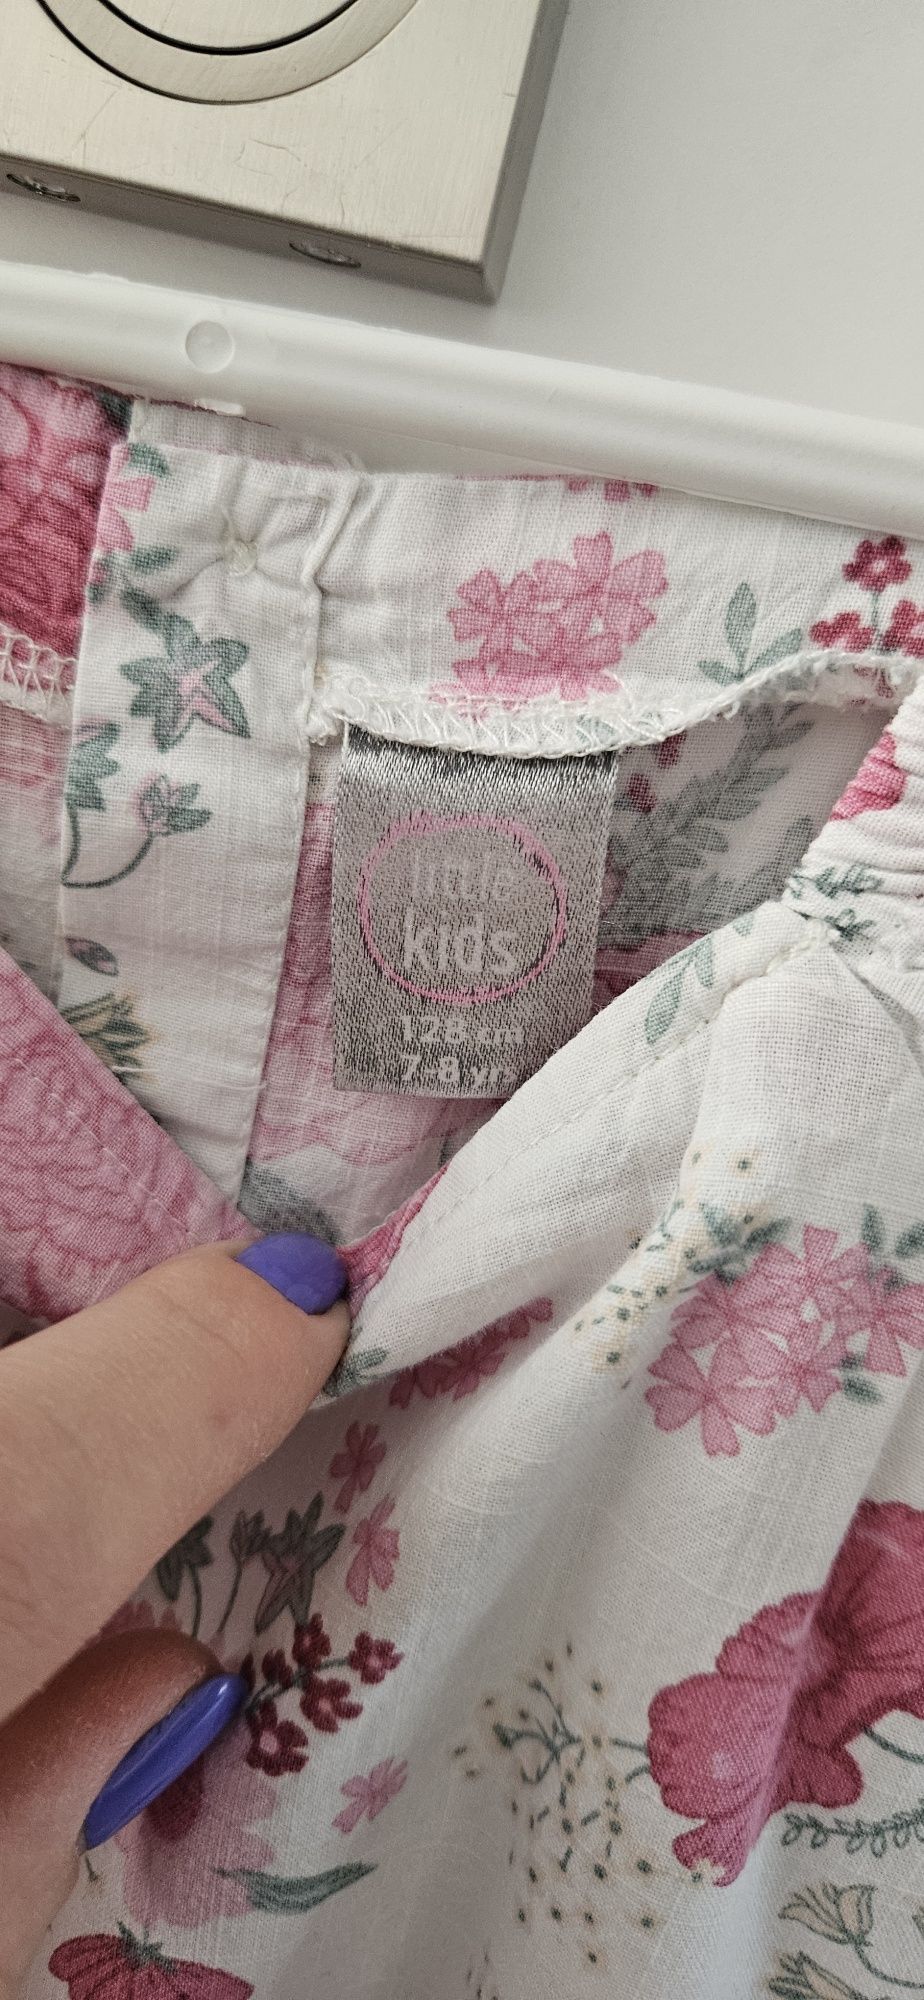 little
kids
128 cm
7-8 yrs